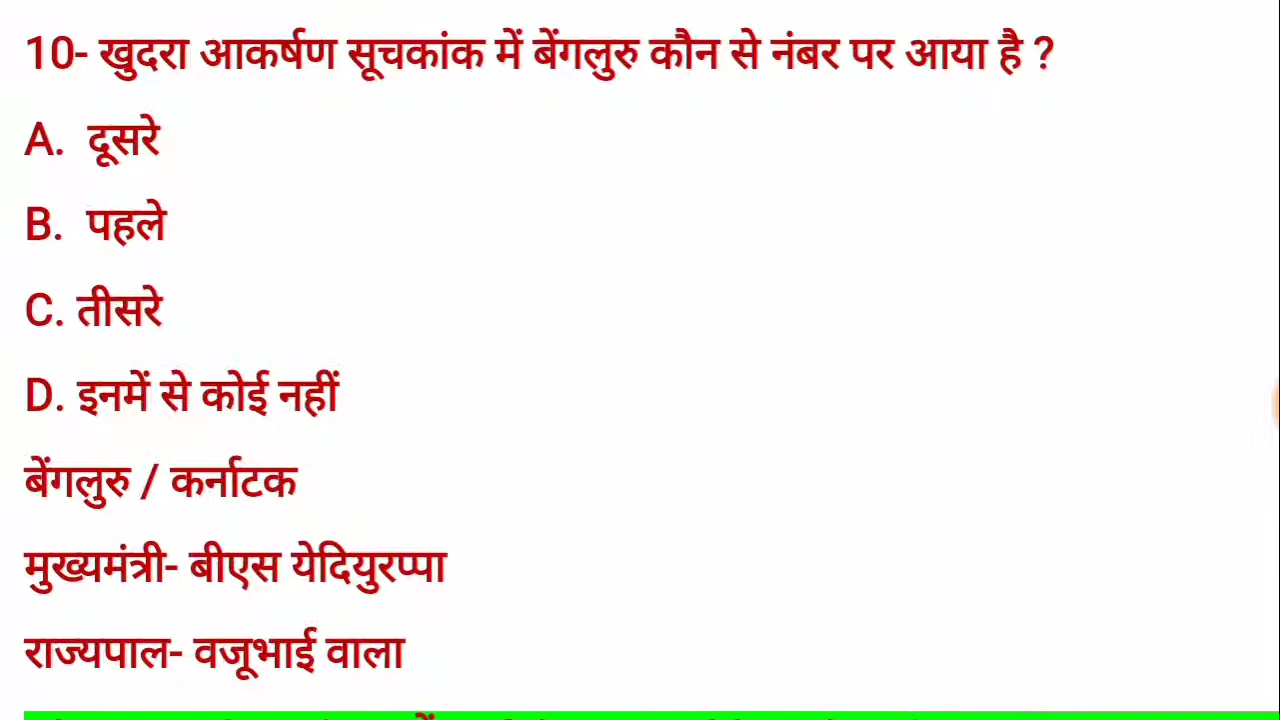 10- खुदरा आकर्षण सूचकांक में बेंगलुरु कौन से नंबर पर आया है ?
A. दूसरे
B. पहले
C. तीसरे
D. इनमें से कोई नहीं
बेंगलुरु / कर्नाटक
मुख्यमंत्री- बीएस येदियुरप्पा
राज्यपाल- वजूभाई वाला